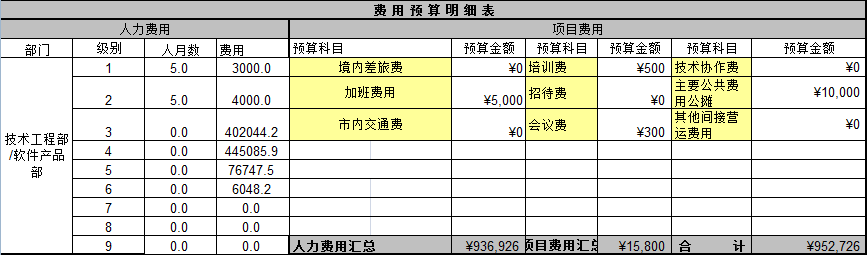 费用预算明细表
人力费用 项目费用
部门 级别 人月数 费用 预算科目 预算金额 预算科目 预算金额 预算科目 预算金额
技术工程部/软件产品部
1 5.0 3000.0 境内差旅费 ¥0 培训费 ¥500 技术协作费 ¥0
2 5.0 4000.0 加班费用 ¥5,000 招待费 ¥0 主要公共费用公摊 ¥10,000
3 0.0 402044.2 市内交通费 ¥0 会议费 ¥300 其他间接营运费用 ¥0
4 0.0 445085.9
5 0.0 76747.5
6 0.0 6048.2
7 0.0 0.0
8 0.0 0.0
9 0.0 0.0 人力费用汇总 ¥936,926 项目费用汇总 ¥15,800 合 计 ¥952,726